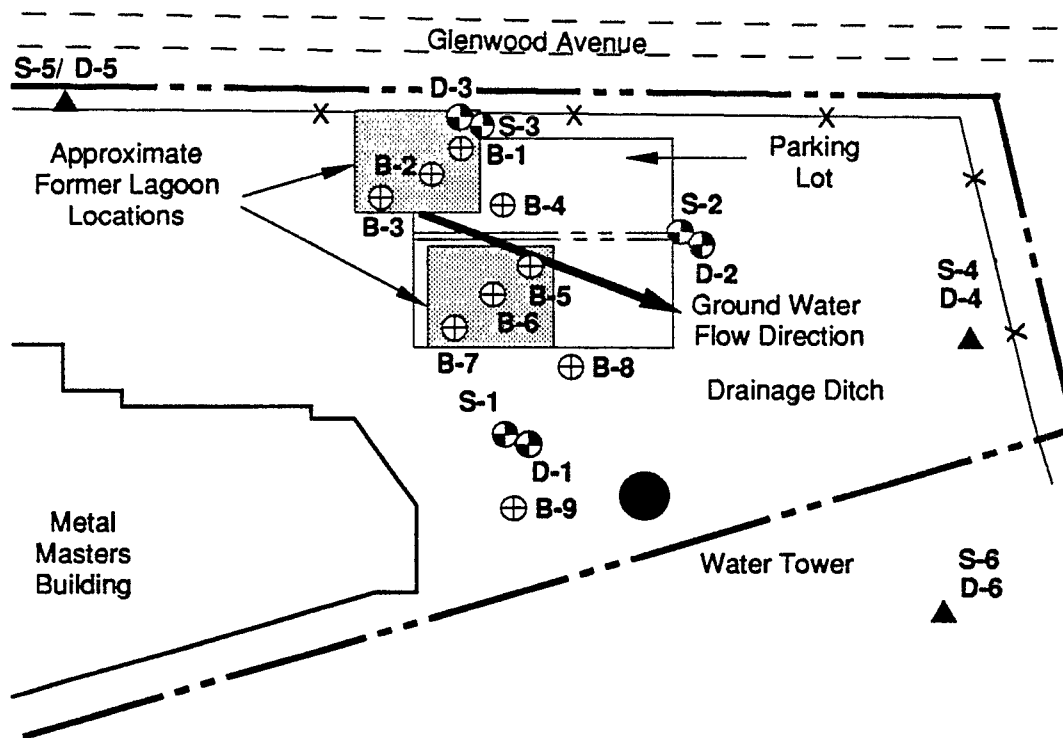 Glenwood Avenue
S-5/ D-5
D-3
S-3
Approximate
Former Lagoon
Locations
B-1
B-2
Parking
Lot
B-3
B-4
S-2
D-2
S-4
D-4
B-5
B-6
Ground Water
Flow Direction
B-7
B-8
Drainage Ditch
S-1
D-1
B-9
Metal
Masters
Building
Water Tower
S-6
D-6